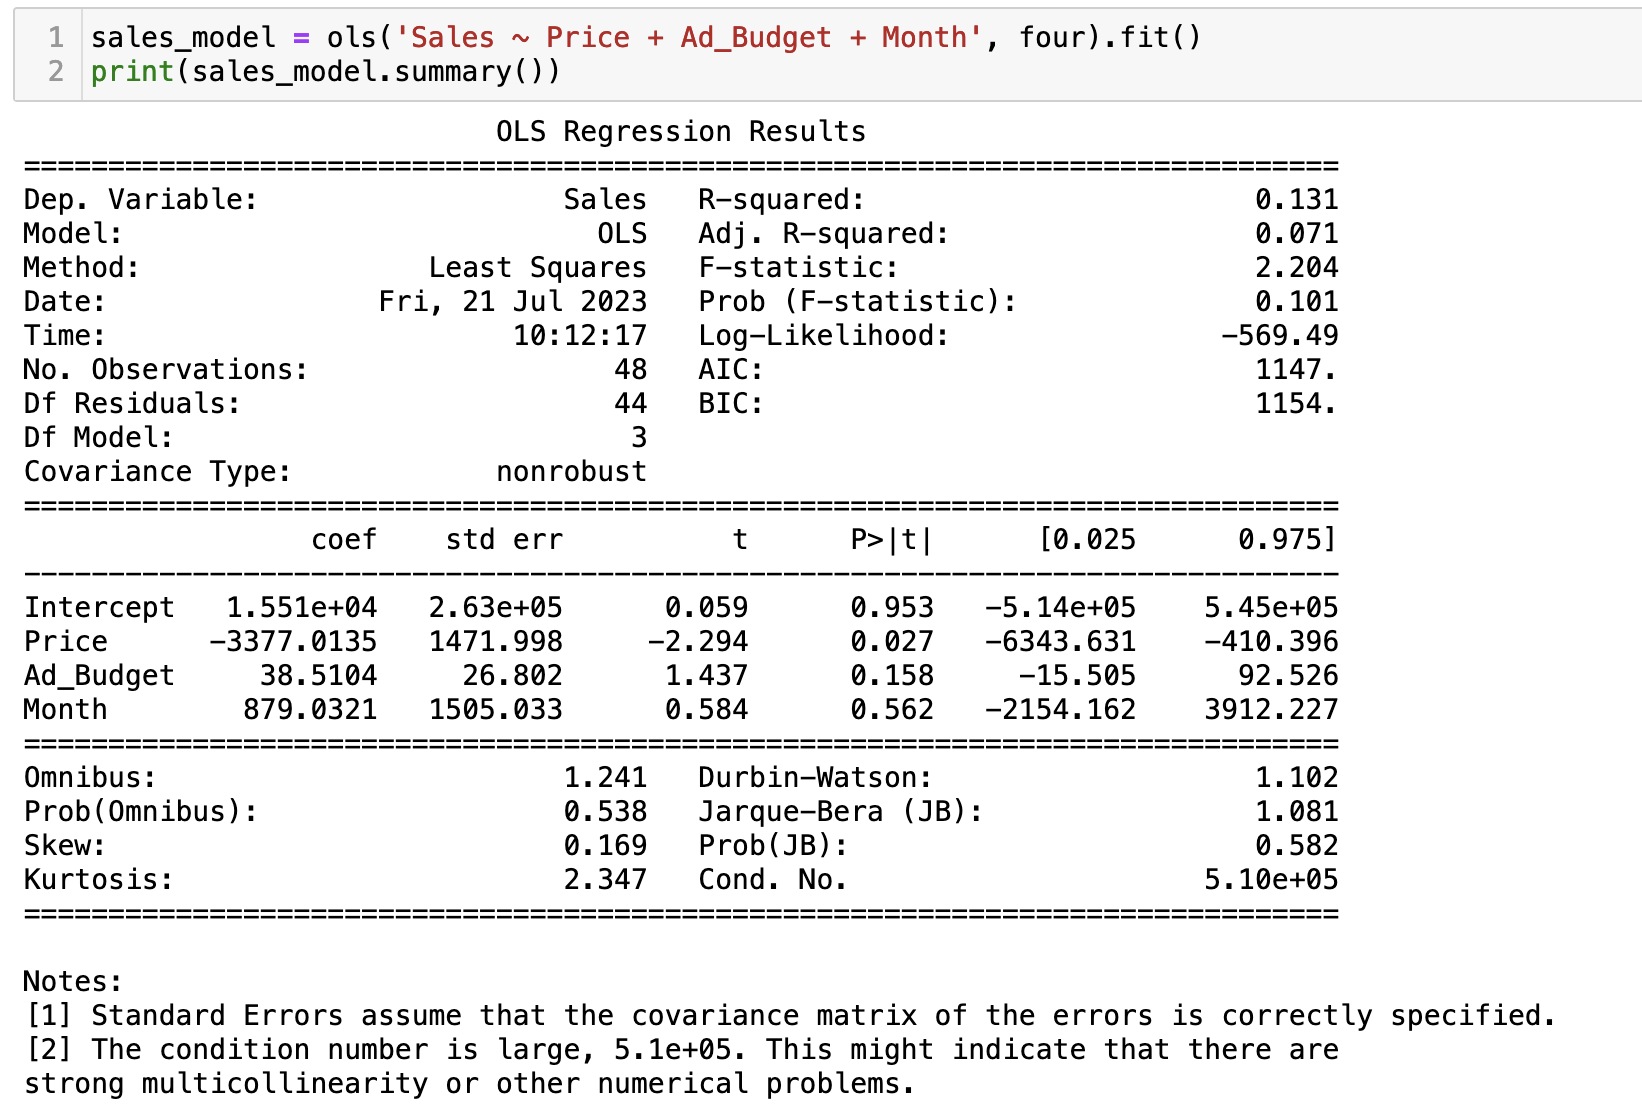 1 sales_model = ols('Sales ~ Price + Ad_Budget + Month', four).fit()
2 print(sales_model.summary())
OLS Regression Results
==============================================================================
Dep. Variable: Sales R-squared: 0.131
Model: OLS Adj. R-squared: 0.071
Method: Least Squares F-statistic: 2.204
Date: Fri, 21 Jul 2023 Prob (F-statistic): 0.101
Time: 10:12:17 Log-Likelihood: -569.49
No. Observations: 48 AIC: 1147.
Df Residuals: 44 BIC: 1154.
Df Model: 3
Covariance Type: nonrobust
==============================================================================
coef std err t P>|t| [0.025 0.975]
------------------------------------------------------------------------------
Intercept 1.551e+04 2.63e+05 0.059 0.953 -5.14e+05 5.45e+05
Price -3377.0135 1471.998 -2.294 0.027 -6343.631 -410.396
Ad_Budget 38.5104 26.802 1.437 0.158 -15.505 92.526
Month 879.0321 1505.033 0.584 0.562 -2154.162 3912.227
==============================================================================
Omnibus: 1.241 Durbin-Watson: 1.102
Prob(Omnibus): 0.538 Jarque-Bera (JB): 1.081
Skew: 0.169 Prob(JB): 0.582
Kurtosis: 2.347 Cond. No. 5.10e+05
==============================================================================
Notes:
[1] Standard Errors assume that the covariance matrix of the errors is correctly specified.
[2] The condition number is large, 5.1e+05. This might indicate that there are
strong multicollinearity or other numerical problems.